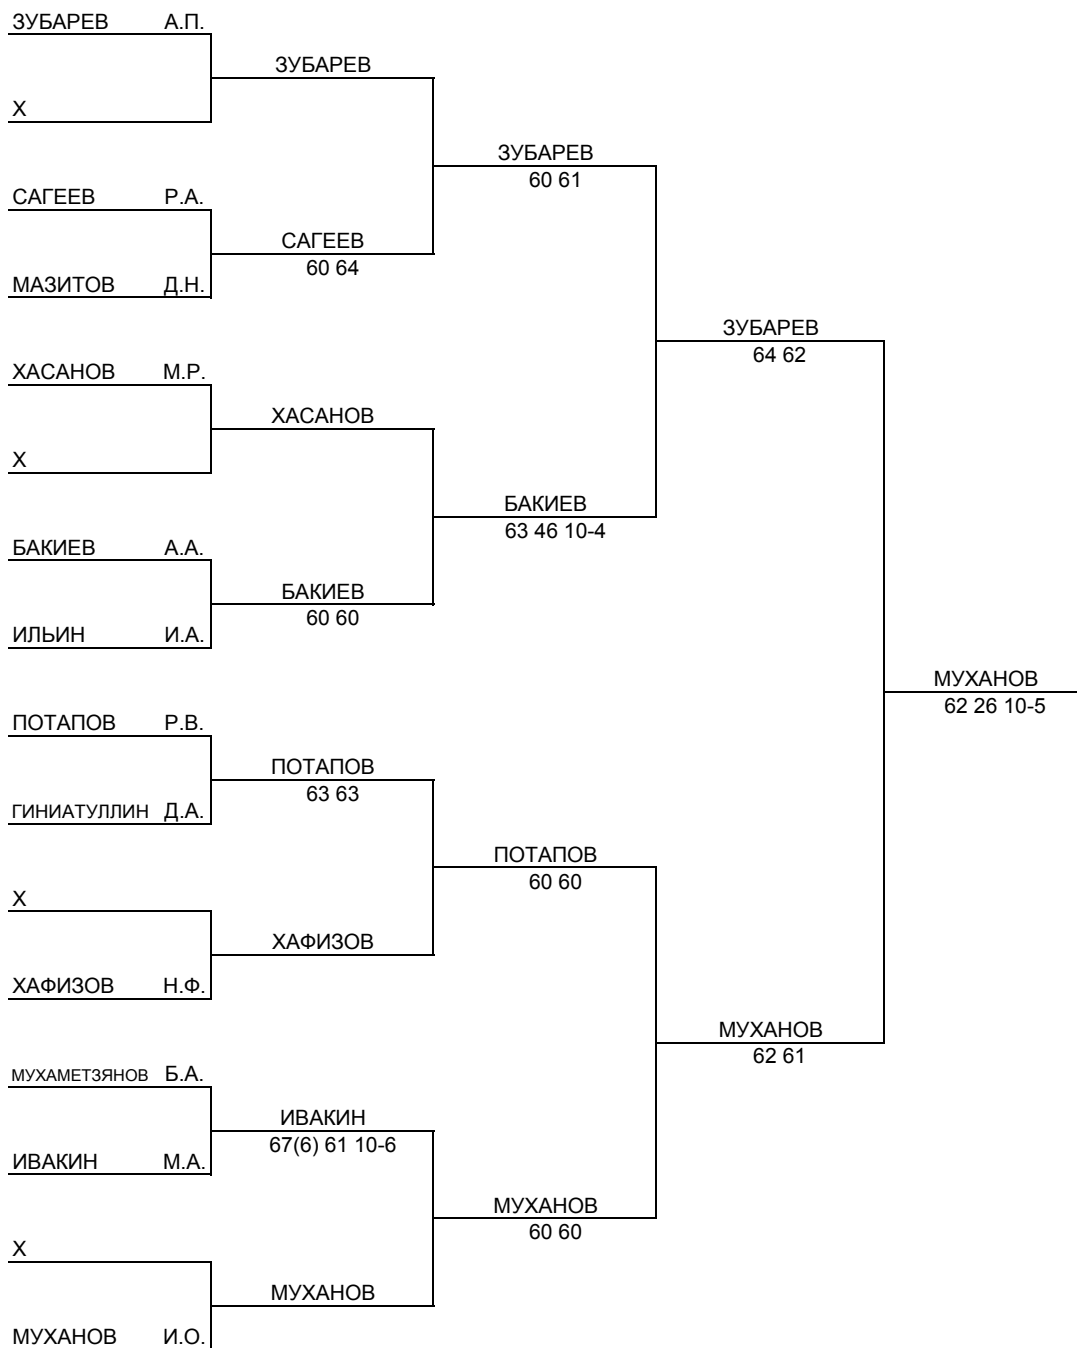 ЗУБАРЕВ А.П.
ЗУБАРЕВ
Х
ЗУБАРЕВ
60 61
САГЕЕВ Р.А.
САГЕЕВ
60 64
МАЗИТОВ Д.Н.
ЗУБАРЕВ
64 62
ХАСАНОВ М.Р.
ХАСАНОВ
Х
БАКИЕВ
63 46 10-4
БАКИЕВ А.А.
БАКИЕВ
60 60
ИЛЬИН И.А.
МУХАНОВ
62 26 10-5
ПОТАПОВ Р.В.
ПОТАПОВ
63 63
ГИНИАТУЛЛИН Д.А.
ПОТАПОВ
60 60
Х
ХАФИЗОВ
ХАФИЗОВ Н.Ф.
МУХАНОВ
62 61
МУХАМЕТЗЯНОВ Б.А.
ИВАКИН
67(6) 61 10-6
ИВАКИН М.А.
МУХАНОВ
60 60
Х
МУХАНОВ
МУХАНОВ И.О.